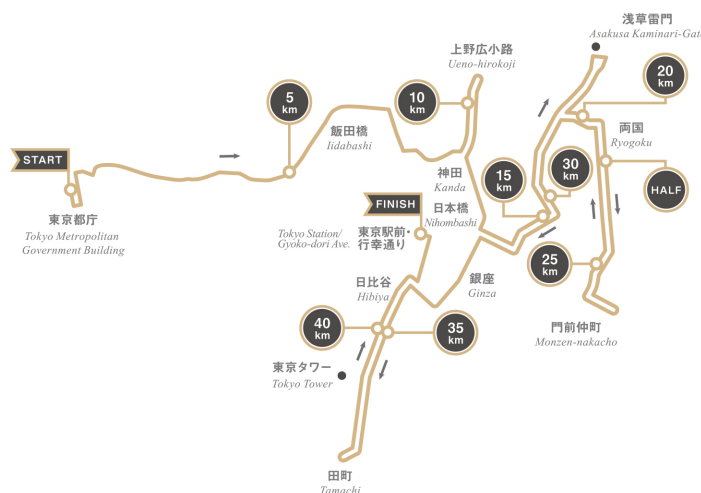 浅草雷門
Asakusa Kaminari-Gate
上野広小路
Ueno-hirokoji
20
km
5
km
10
km
飯田橋
Iidabashi
両国
Ryogoku
START
神田
Kanda
15
km
30
km
HALF
FINISH
日本橋
Nihombashi
東京都庁
Tokyo Metropolitan
Government Building
Tokyo Station/
Gyoko-dori Ave.
東京駅前・
行幸通り
25
km
日比谷
Hibiya
銀座
Ginza
門前仲町
Monzen-nakacho
40
km
35
km
東京タワー
Tokyo Tower
田町
Tamachi